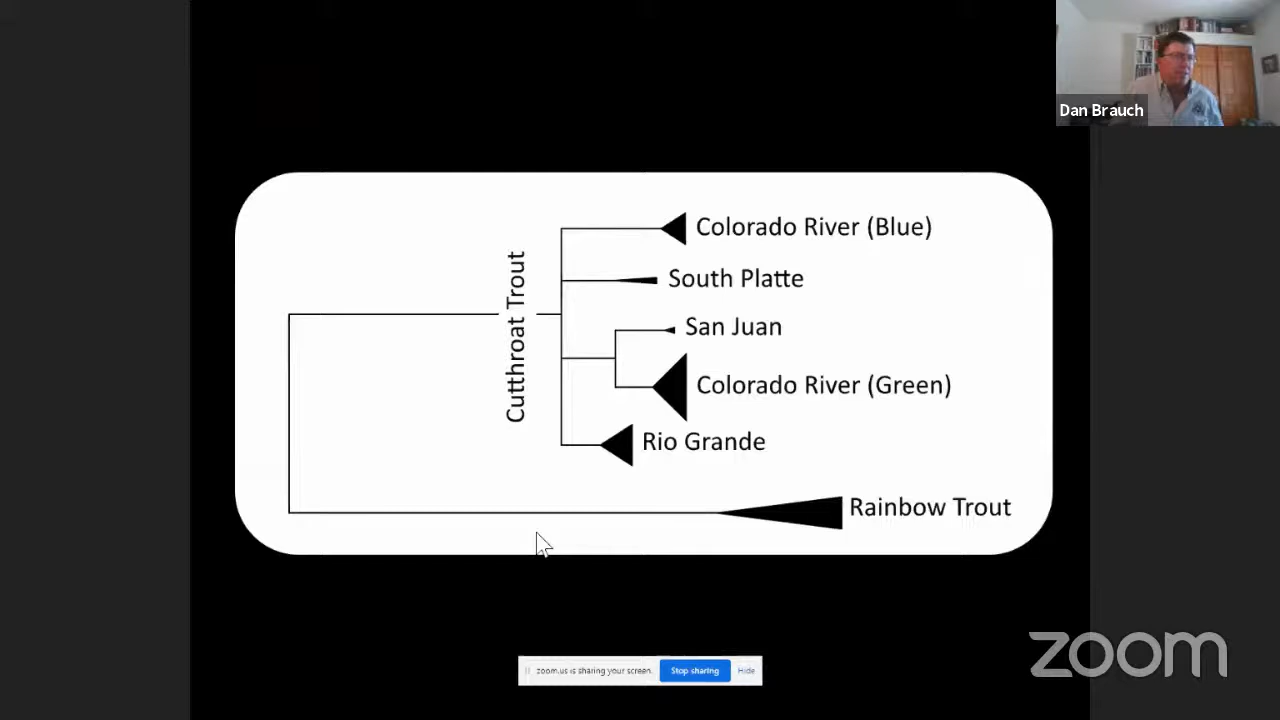 Dan Brauch
Cutthroat Trout
Colorado River (Blue)
South Platte
San Juan
Colorado River (Green)
Rio Grande
Rainbow Trout
zoom
zoom.us is sharing your screen. Stop sharing Hide